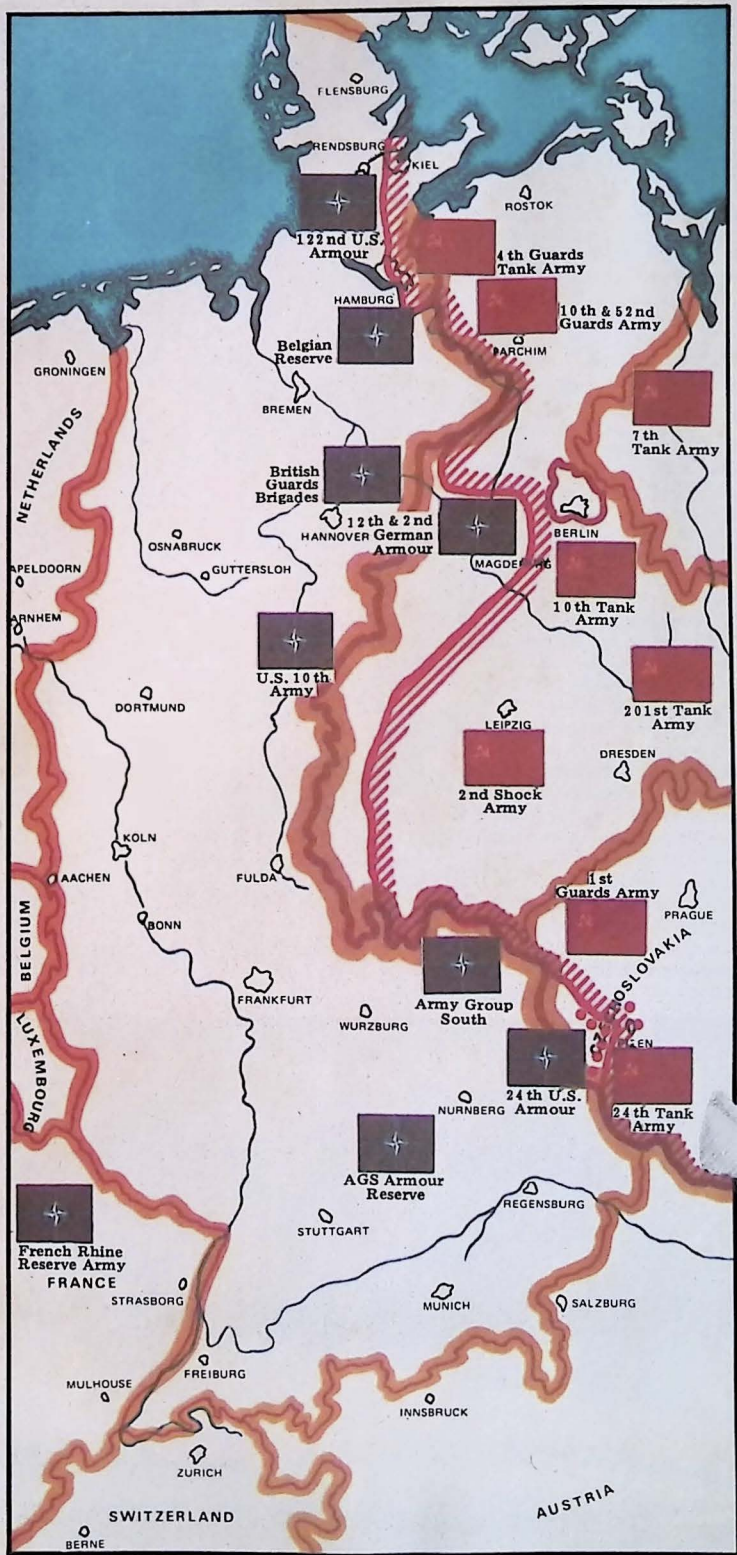 FLENSBURG
RENDSBURG
KIEL
ROSTOK
122nd U.S.
Armour
4th Guards
Tank Army
HAMBURG
10th & 52nd
Guards Army
Belgian
Reserve
PARCHIM
GRONINGEN
BREMEN
7th
Tank Army
NETHERLANDS
British
Guards
Brigades
HANNOVER
12th & 2nd
German
Armour
BERLIN
OSNABRUCK
GUTTERSLOH
APELDOORN
10th Tank
Army
ARNHEM
U.S. 10th
Army
DORTMUND
LEIPZIG
201st Tank
Army
DRESDEN
2nd Shock
Army
KOLN
AACHEN
FULDA
1st
Guards Army
PRAGUE
BELGIUM
BONN
FRANKFURT
WURZBURG
Army Group
South
LUXEMBOURG
24th U.S.
Armour
NURNBERG
24th Tank
Army
AGS Armour
Reserve
REGENSBURG
STUTTGART
French Rhine
Reserve Army
FRANCE
STRASBORG
MUNICH
SALZBURG
FREIBURG
MULHOUSE
INNSBRUCK
ZURICH
SWITZERLAND
AUSTRIA
BERNE